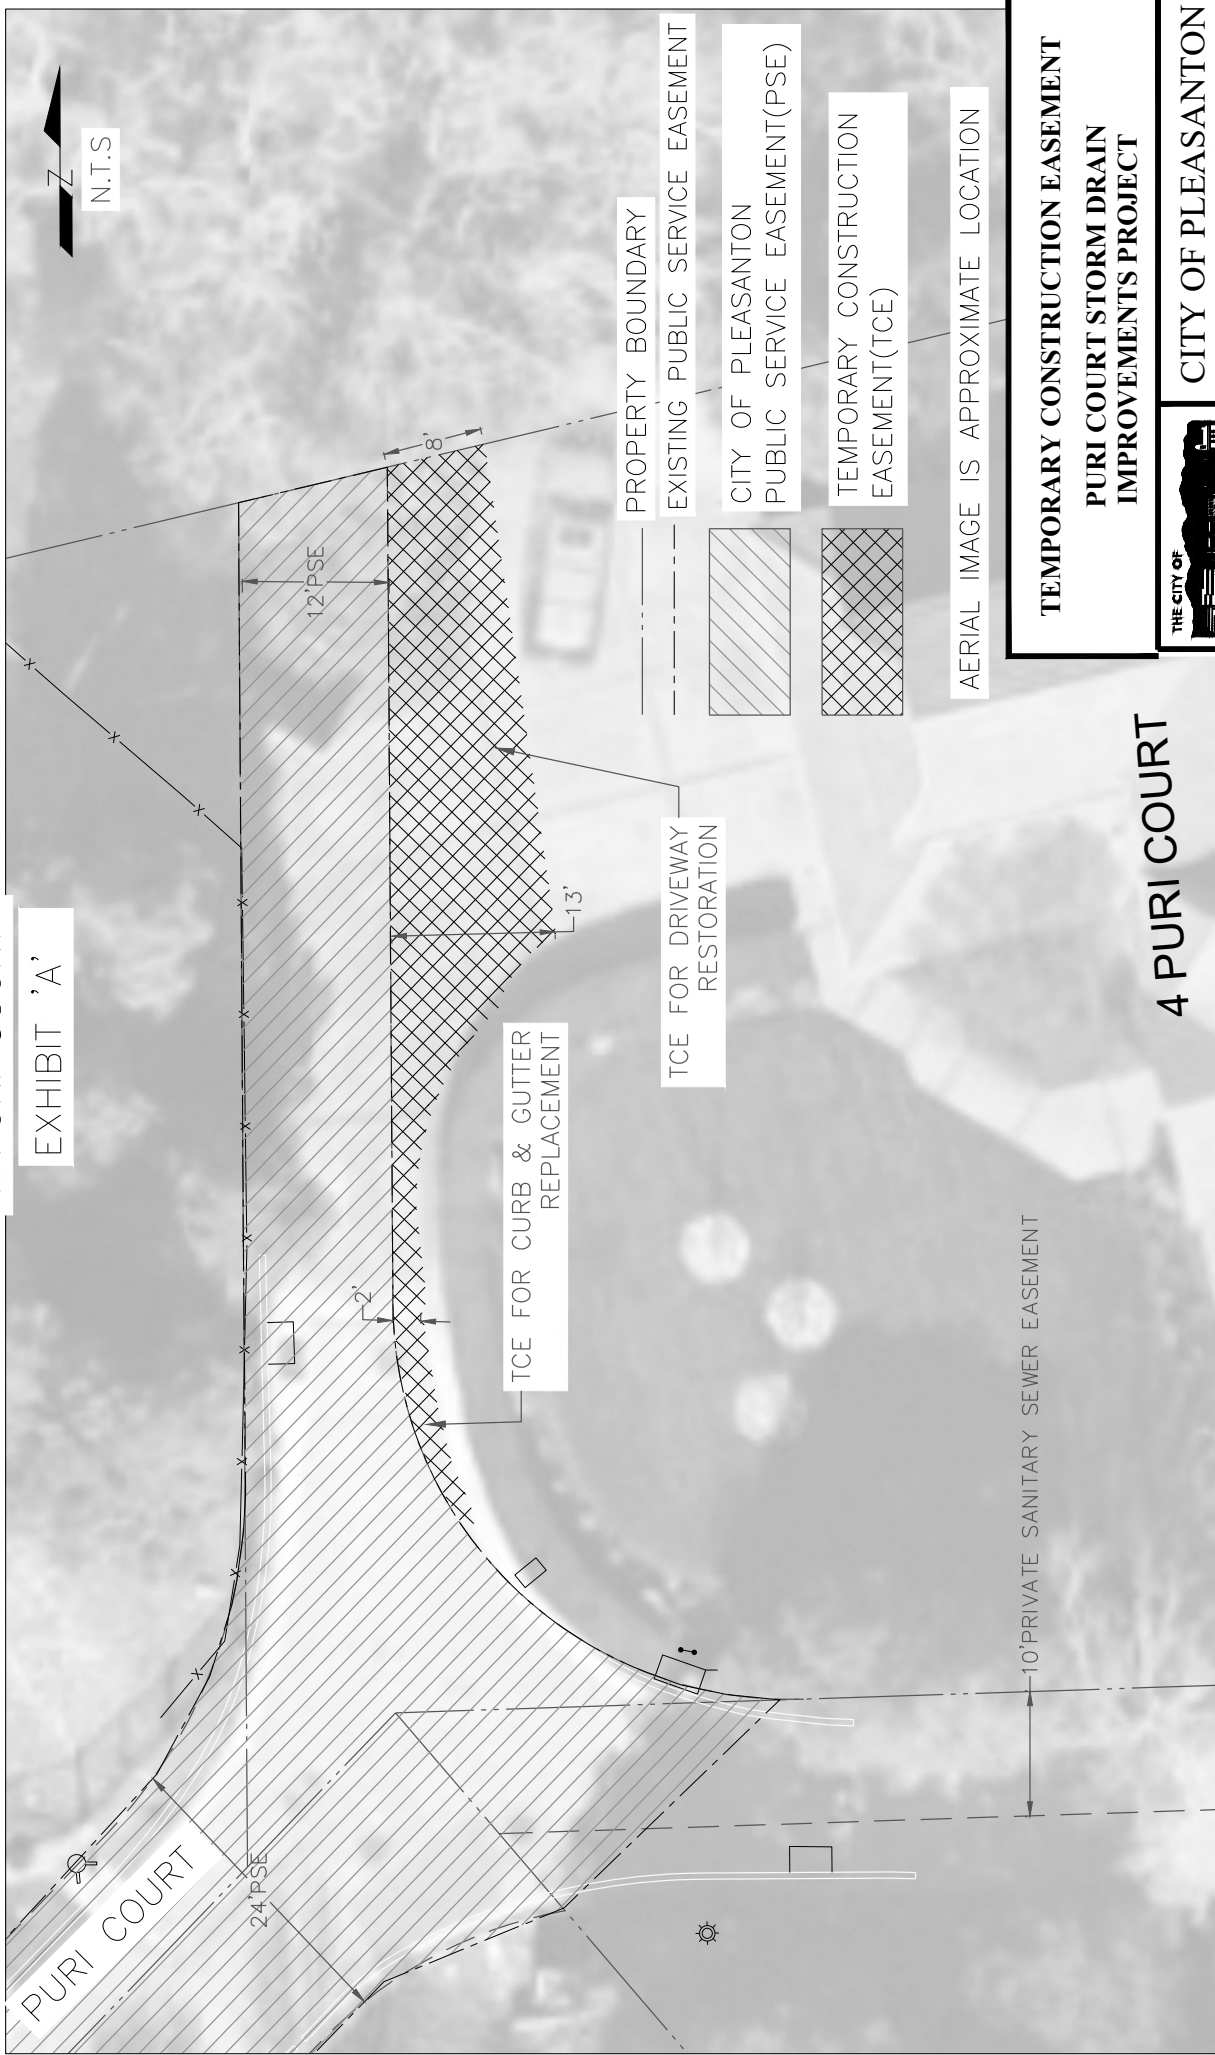 EXHIBIT 'A'
N.T.S
Z
PURI COURT
24'PSE
12'PSE
8'
2'
13'
TCE FOR CURB & GUTTER
REPLACEMENT
TCE FOR DRIVEWAY
RESTORATION
10'PRIVATE SANITARY SEWER EASEMENT
PROPERTY BOUNDARY
EXISTING PUBLIC SERVICE EASEMENT
CITY OF PLEASANTON
PUBLIC SERVICE EASEMENT(PSE)
TEMPORARY CONSTRUCTION
EASEMENT(TCE)
AERIAL IMAGE IS APPROXIMATE LOCATION
4 PURI COURT
TEMPORARY CONSTRUCTION EASEMENT
PURI COURT STORM DRAIN
IMPROVEMENTS PROJECT
THE CITY OF
CITY OF PLEASANTON